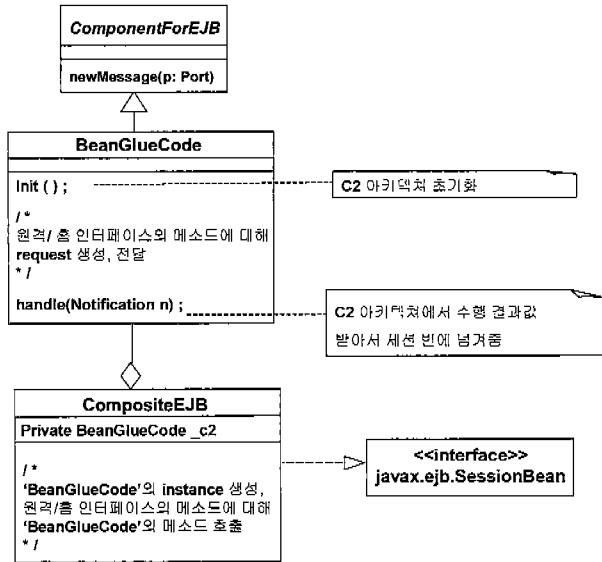 ComponentForEJB
newMessage(p: Port)
BeanGlueCode
Init ( ) ;
C2 아키텍쳐 초기화
/ *
원격/ 홈 인터페이스의 메소드에 대해
request 생성, 전달
* /
handle(Notification n) ;
C2 아키텍쳐에서 수행 결과값
받아서 세션 빈에 넘겨줌
CompositeEJB
Private BeanGlueCode _c2
/ *
'BeanGlueCode'의 instance 생성,
원격/홈 인터페이스의 메소드에 대해
'BeanGlueCode'의 메소드 호출
* /
<<interface>>
javax.ejb.SessionBean